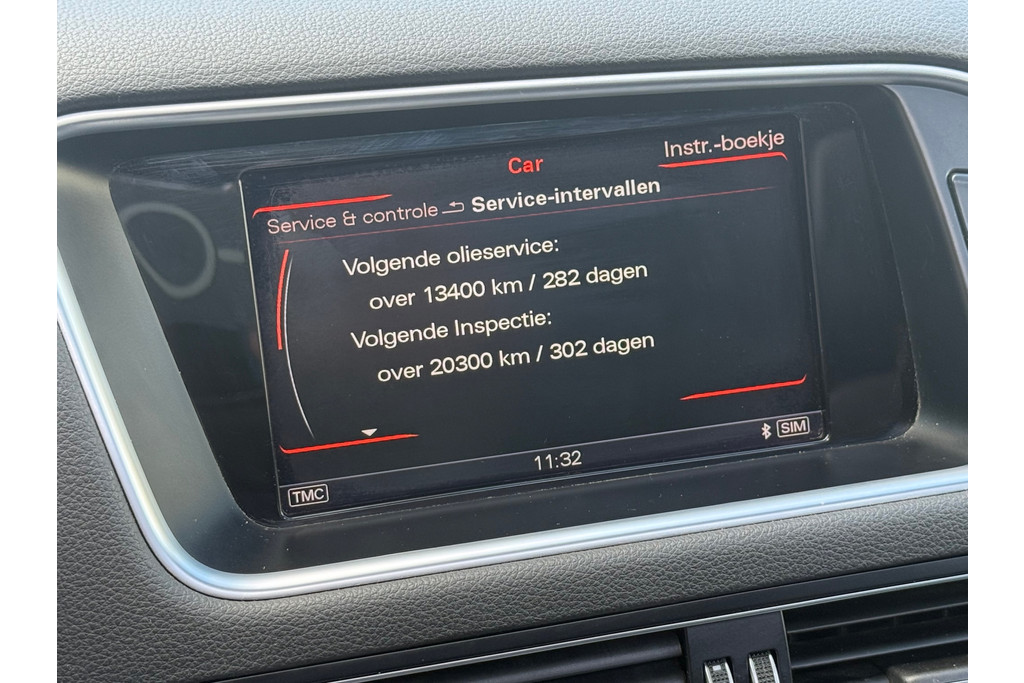 Car
Instr.-boekje
Service & controle Service-intervallen
Volgende olieservice:
over 13400 km / 282 dagen
Volgende Inspectie:
over 20300 km / 302 dagen
TMC
11:32
SIM